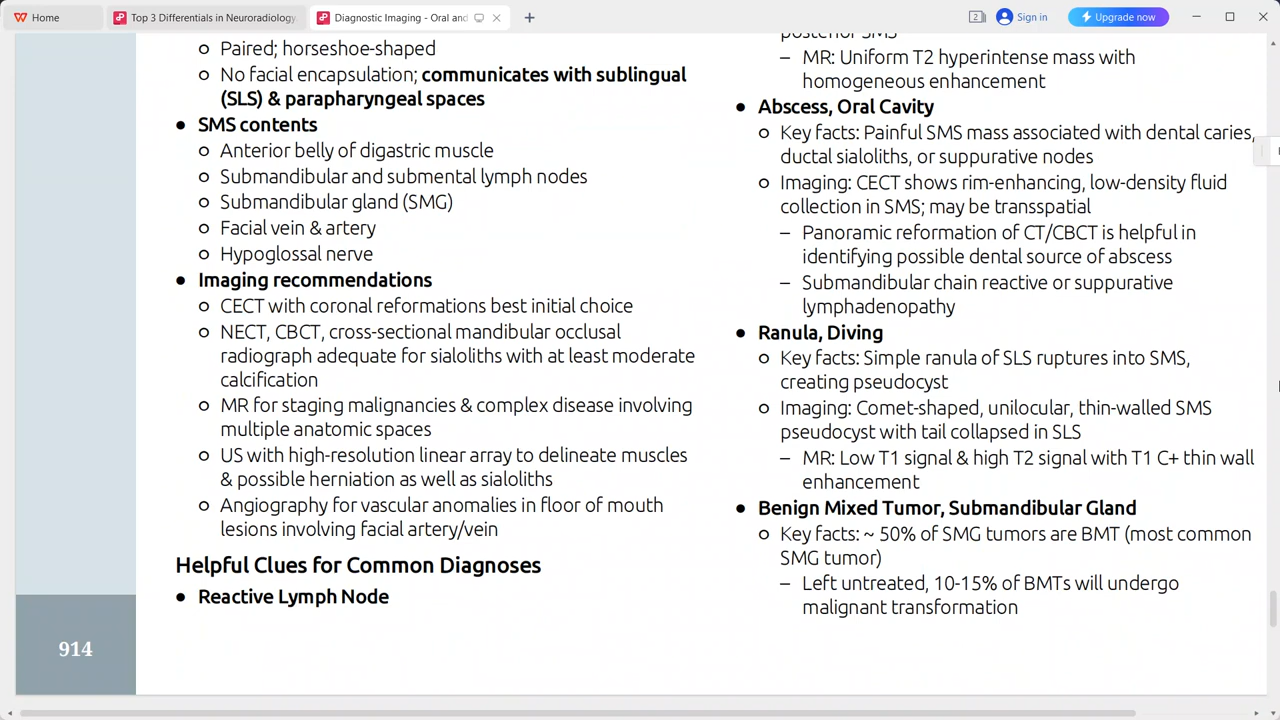 Home
Top 3 Differentials in Neuroradiology
Diagnostic Imaging - Oral and
2
Sign in
Upgrade now
o Paired; horseshoe-shaped
o No facial encapsulation; communicates with sublingual
(SLS) & parapharyngeal spaces
• SMS contents
o Anterior belly of digastric muscle
o Submandibular and submental lymph nodes
o Submandibular gland (SMG)
o Facial vein & artery
o Hypoglossal nerve
• Imaging recommendations
o CECT with coronal reformations best initial choice
o NECT, CBCT, cross-sectional mandibular occlusal
radiograph adequate for sialoliths with at least moderate
calcification
o MR for staging malignancies & complex disease involving
multiple anatomic spaces
o US with high-resolution linear array to delineate muscles
& possible herniation as well as sialoliths
o Angiography for vascular anomalies in floor of mouth
lesions involving facial artery/vein
Helpful Clues for Common Diagnoses
• Reactive Lymph Node
914
posterior SMS
– MR: Uniform T2 hyperintense mass with
homogeneous enhancement
• Abscess, Oral Cavity
o Key facts: Painful SMS mass associated with dental caries,
ductal sialoliths, or suppurative nodes
o Imaging: CECT shows rim-enhancing, low-density fluid
collection in SMS; may be transspatial
– Panoramic reformation of CT/CBCT is helpful in
identifying possible dental source of abscess
– Submandibular chain reactive or suppurative
lymphadenopathy
• Ranula, Diving
o Key facts: Simple ranula of SLS ruptures into SMS,
creating pseudocyst
o Imaging: Comet-shaped, unilocular, thin-walled SMS
pseudocyst with tail collapsed in SLS
– MR: Low T1 signal & high T2 signal with T1 C+ thin wall
enhancement
• Benign Mixed Tumor, Submandibular Gland
o Key facts: ~ 50% of SMG tumors are BMT (most common
SMG tumor)
– Left untreated, 10-15% of BMTs will undergo
malignant transformation